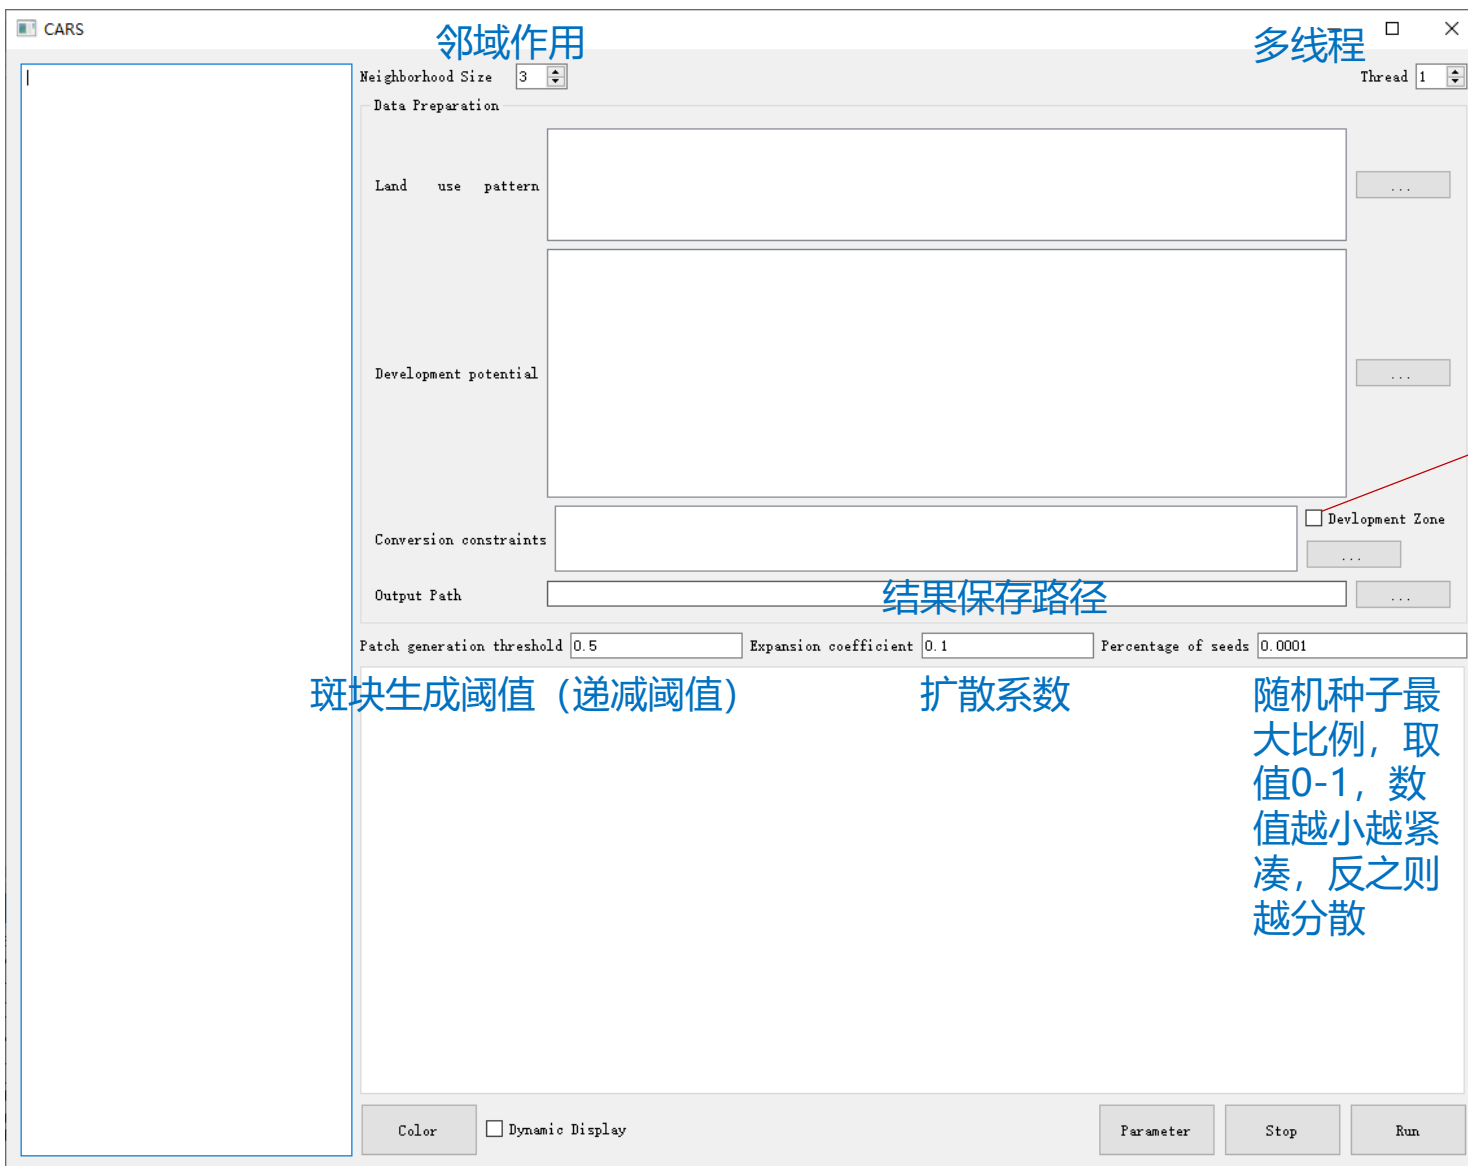 CARS
邻域作用
多线程
Neighborhood Size 3
Thread 1
Data Preparation
Land use pattern
...
Development potential
...
Devlopment Zone
Conversion constraints
...
Output Path
结果保存路径
...
Patch generation threshold 0.5
Expansion coefficient 0.1
Percentage of seeds 0.0001
斑块生成阈值（递减阈值）
扩散系数
随机种子最
大比例，取
值0-1，数
值越小越紧
凑，反之则
越分散
Color
Dynamic Display
Parameter
Stop
Run